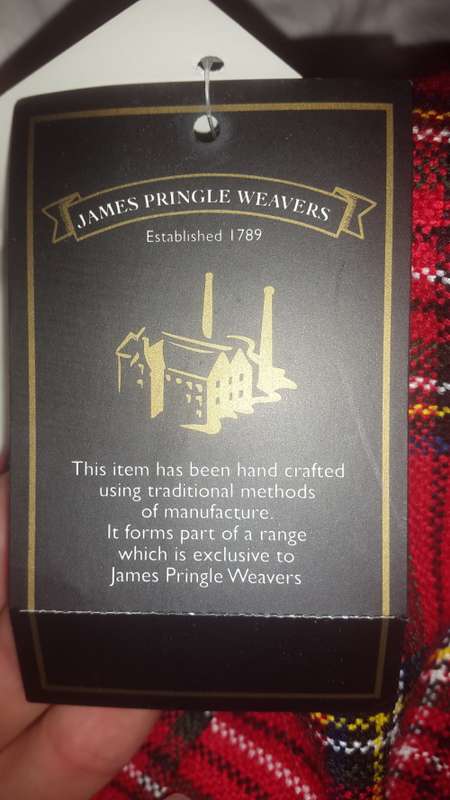 JAMES PRINGLE WEAVERS
Established 1789
This item has been hand crafted
using traditional methods
of manufacture.
It forms part of a range
which is exclusive to
James Pringle Weavers